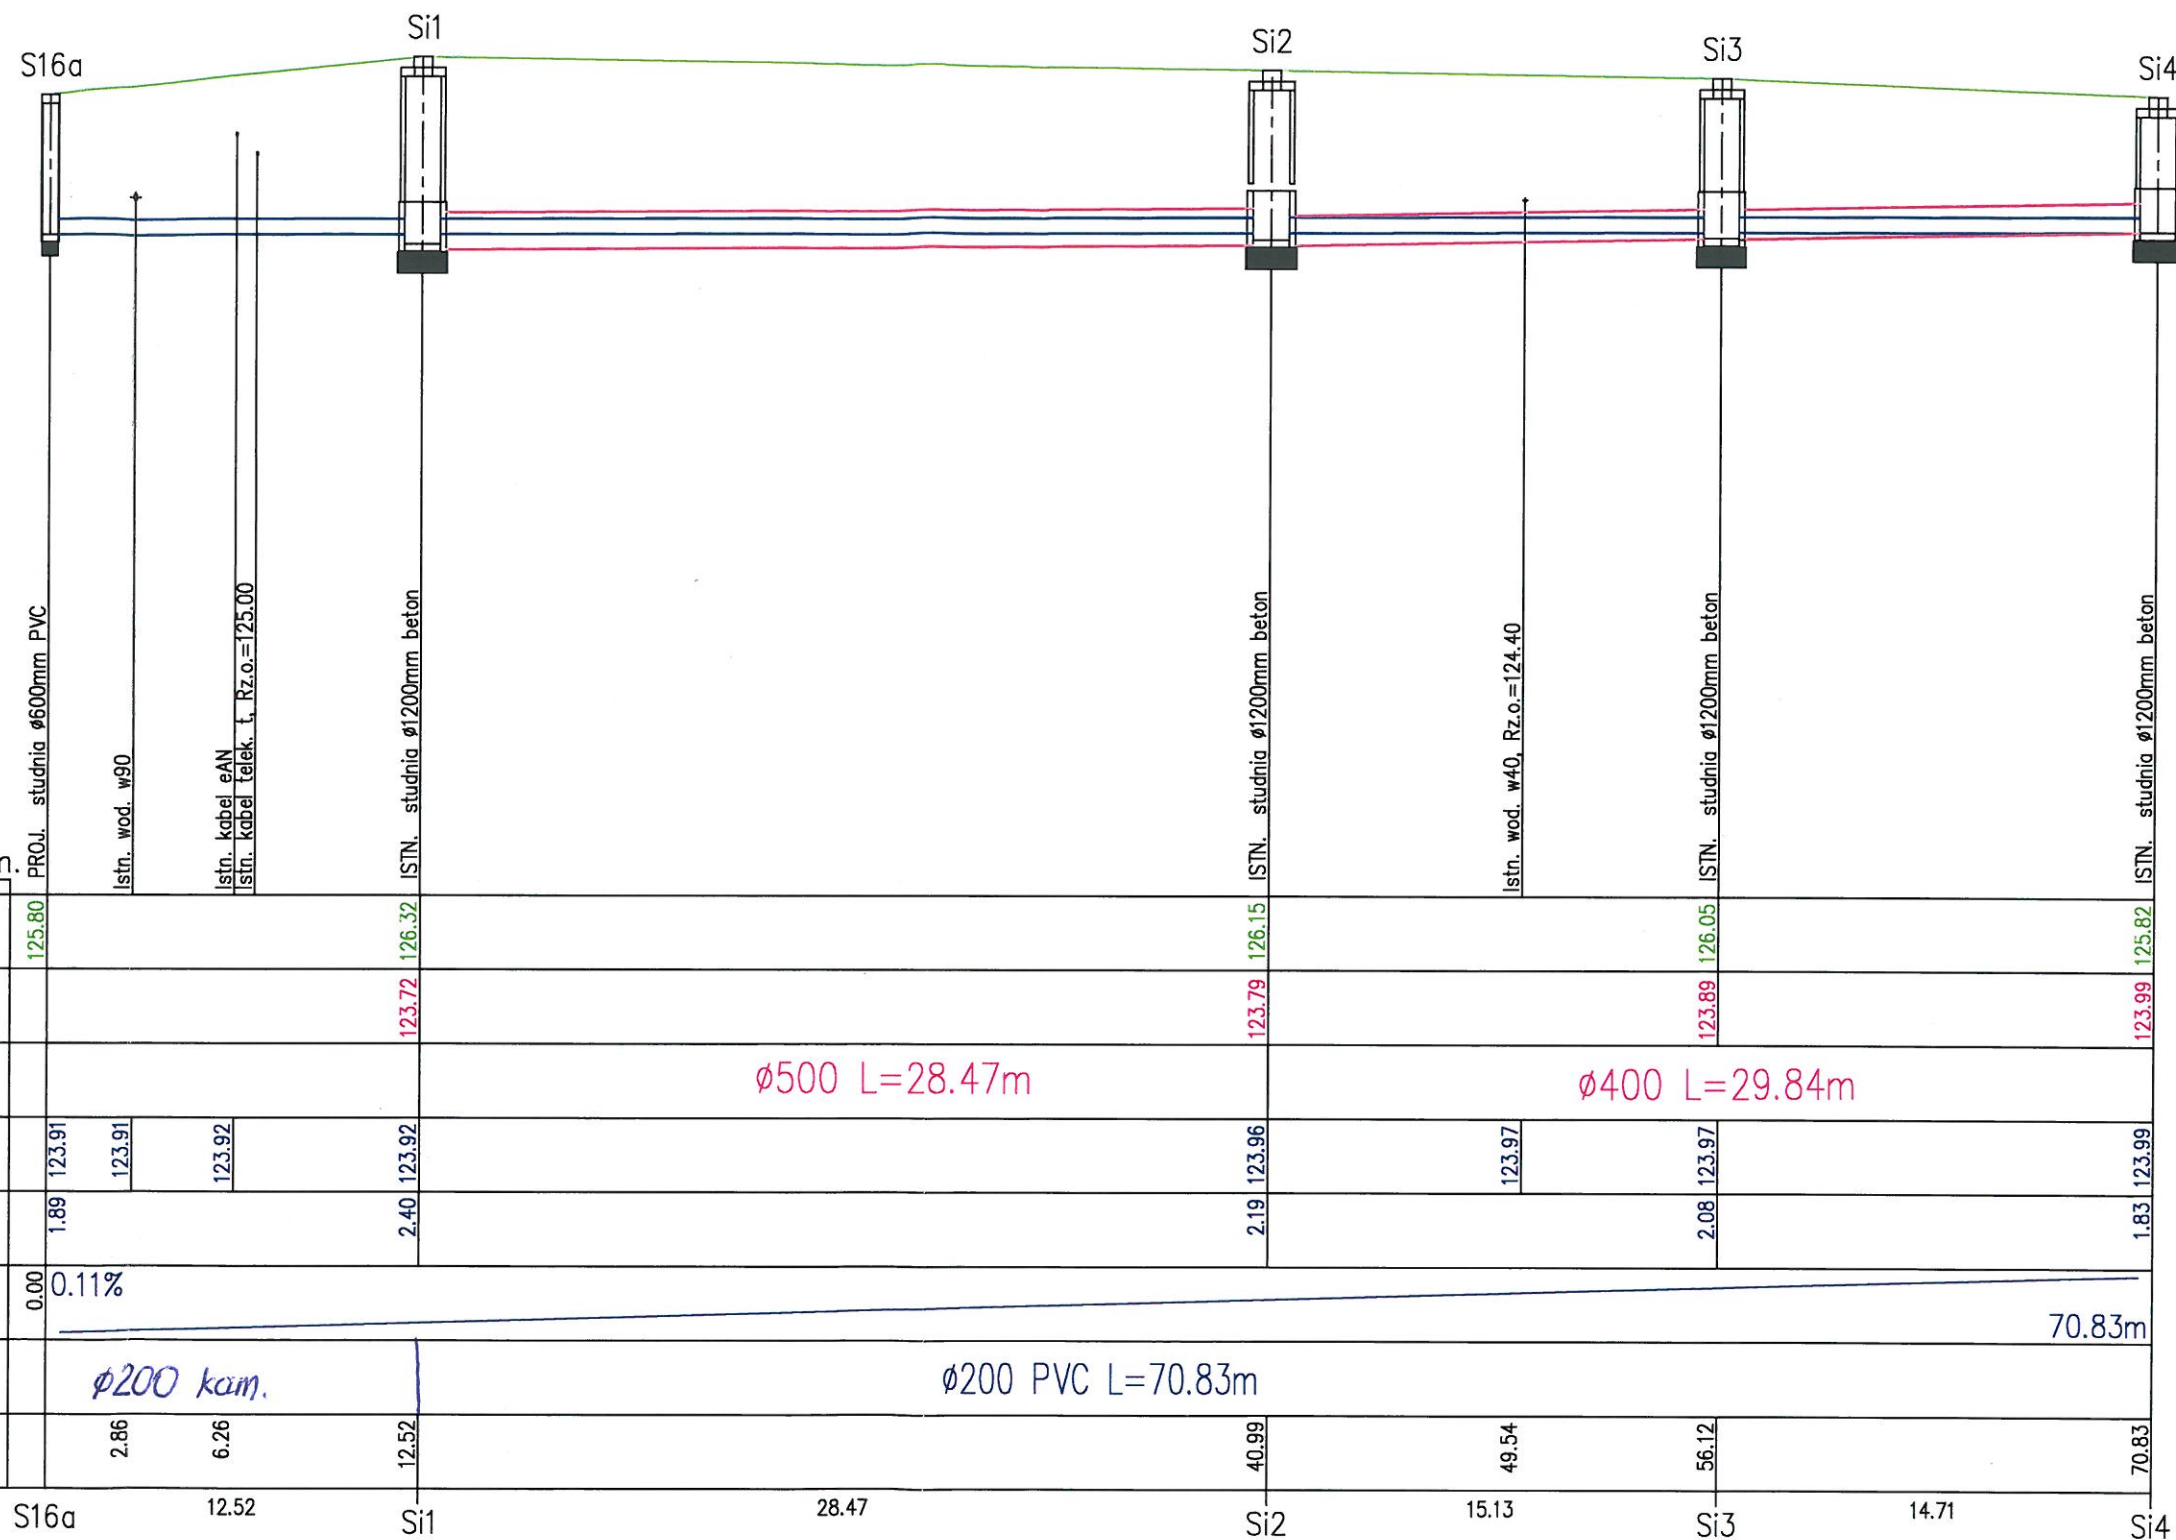 S16a
Si1
Si2
Si3
Si4
PROJ. studnia ø600mm PVC
Istn. wod. w90
Istn. kabel eAN
Istn. kabel telek. t, Rz.o.=125.00
ISTN. studnia ø1200mm beton
ISTN. studnia ø1200mm beton
Istn. wod. w40, Rz.o.=124.40
ISTN. studnia ø1200mm beton
ISTN. studnia ø1200mm beton
125.80
126.32
126.15
126.05
125.82
123.72
123.79
123.89
123.99
ø500 L=28.47m
ø400 L=29.84m
123.91
123.91
123.92
123.92
123.96
123.97
123.97
123.99
1.89
2.40
2.19
2.08
1.83
0.00
0.11%
70.83m
ø200 kam.
ø200 PVC L=70.83m
2.86
6.26
12.52
40.99
49.54
56.12
70.83
12.52
28.47
15.13
14.71
S16a
Si1
Si2
Si3
Si4